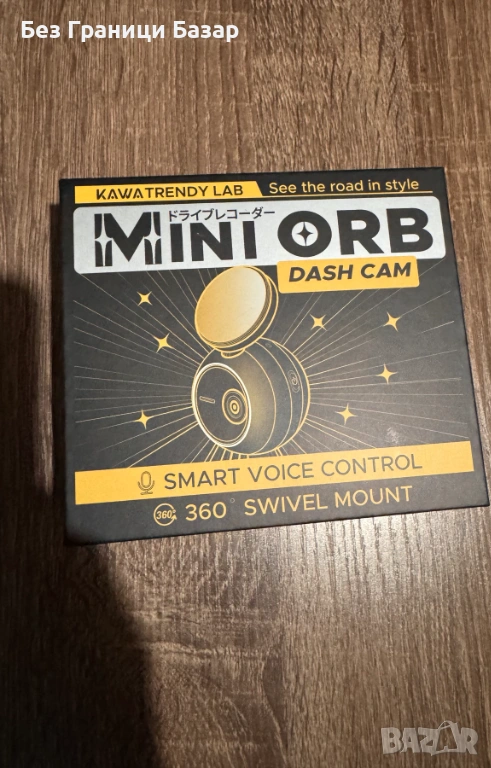 Без Граници Базар
KAWATRENDY LAB
See the road in style
ドライブレコーダー
MINI ORB
DASH CAM
SMART VOICE CONTROL
360° 360° SWIVEL MOUNT
BAZAR